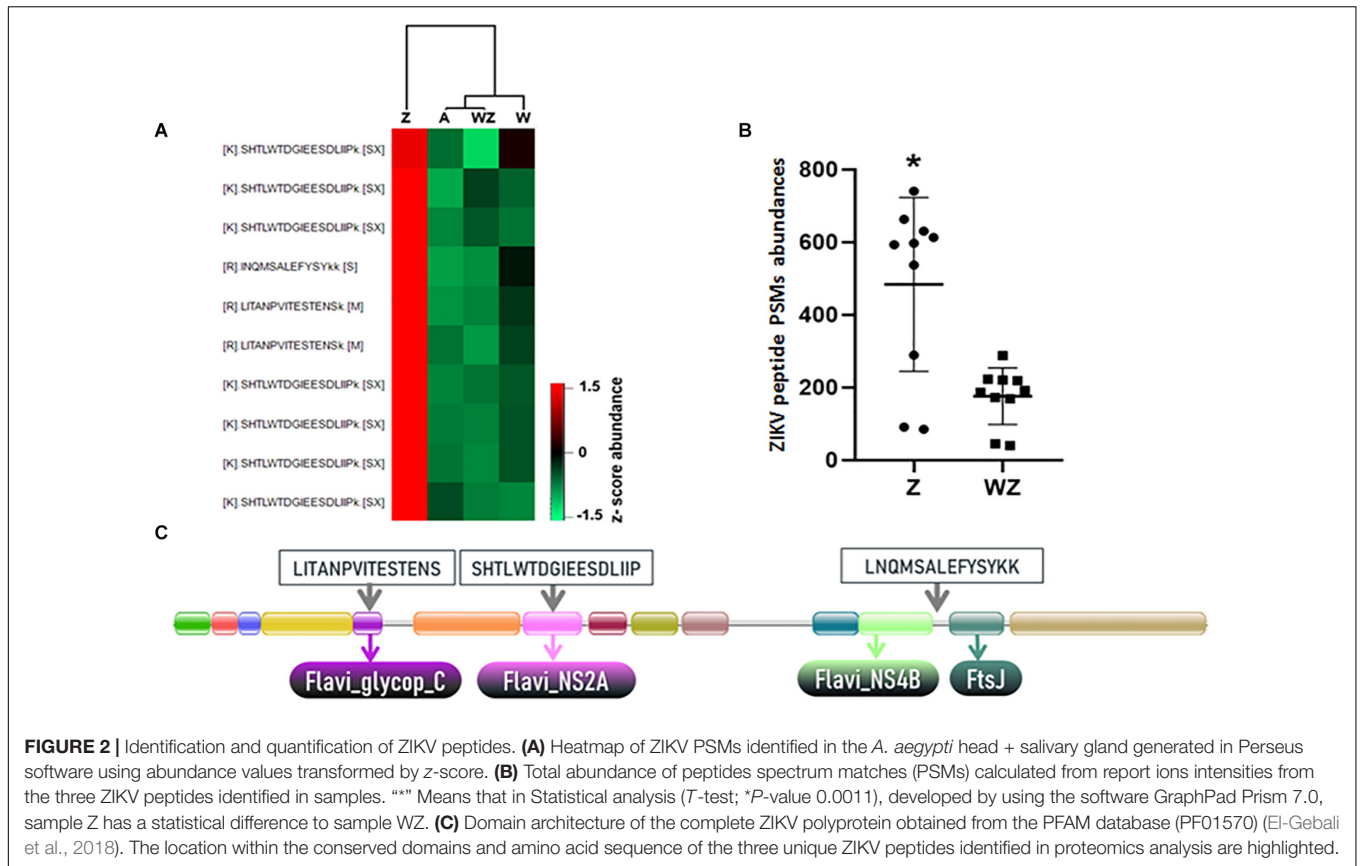 A
Z A WZ W
[K].SHTLWTDGIEESDLIIPk.[SX]
[K].SHTLWTDGIEESDLIIPk.[SX]
[K].SHTLWTDGIEESDLIIPk.[SX]
[R].INQMSALEFYSYkk.[S]
[R].LITANPVITESTENSk.[M]
[R].LITANPVITESTENSk.[M]
[K].SHTLWTDGIEESDLIIPk.[SX]
[K].SHTLWTDGIEESDLIIPk.[SX]
[K].SHTLWTDGIEESDLIIPk.[SX]
[K].SHTLWTDGIEESDLIIPk.[SX]
1.5
0
-1.5
z- score abundance
B
ZIKV peptide PSMs abundances
800
600
400
200
0
*
Z WZ
C
LITANPVITESTENS SHTLWTDGIEESDLIIP LNQMSALEFYSYKK
Flavi_glycop_C Flavi_NS2A Flavi_NS4B FtsJ
FIGURE 2 | Identification and quantification of ZIKV peptides. (A) Heatmap of ZIKV PSMs identified in the A. aegypti head + salivary gland generated in Perseus
software using abundance values transformed by z-score. (B) Total abundance of peptides spectrum matches (PSMs) calculated from report ions intensities from
the three ZIKV peptides identified in samples. “*” Means that in Statistical analysis (T-test; *P-value 0.0011), developed by using the software GraphPad Prism 7.0,
sample Z has a statistical difference to sample WZ. (C) Domain architecture of the complete ZIKV polyprotein obtained from the PFAM database (PF01570) (El-Gebali
et al., 2018). The location within the conserved domains and amino acid sequence of the three unique ZIKV peptides identified in proteomics analysis are highlighted.